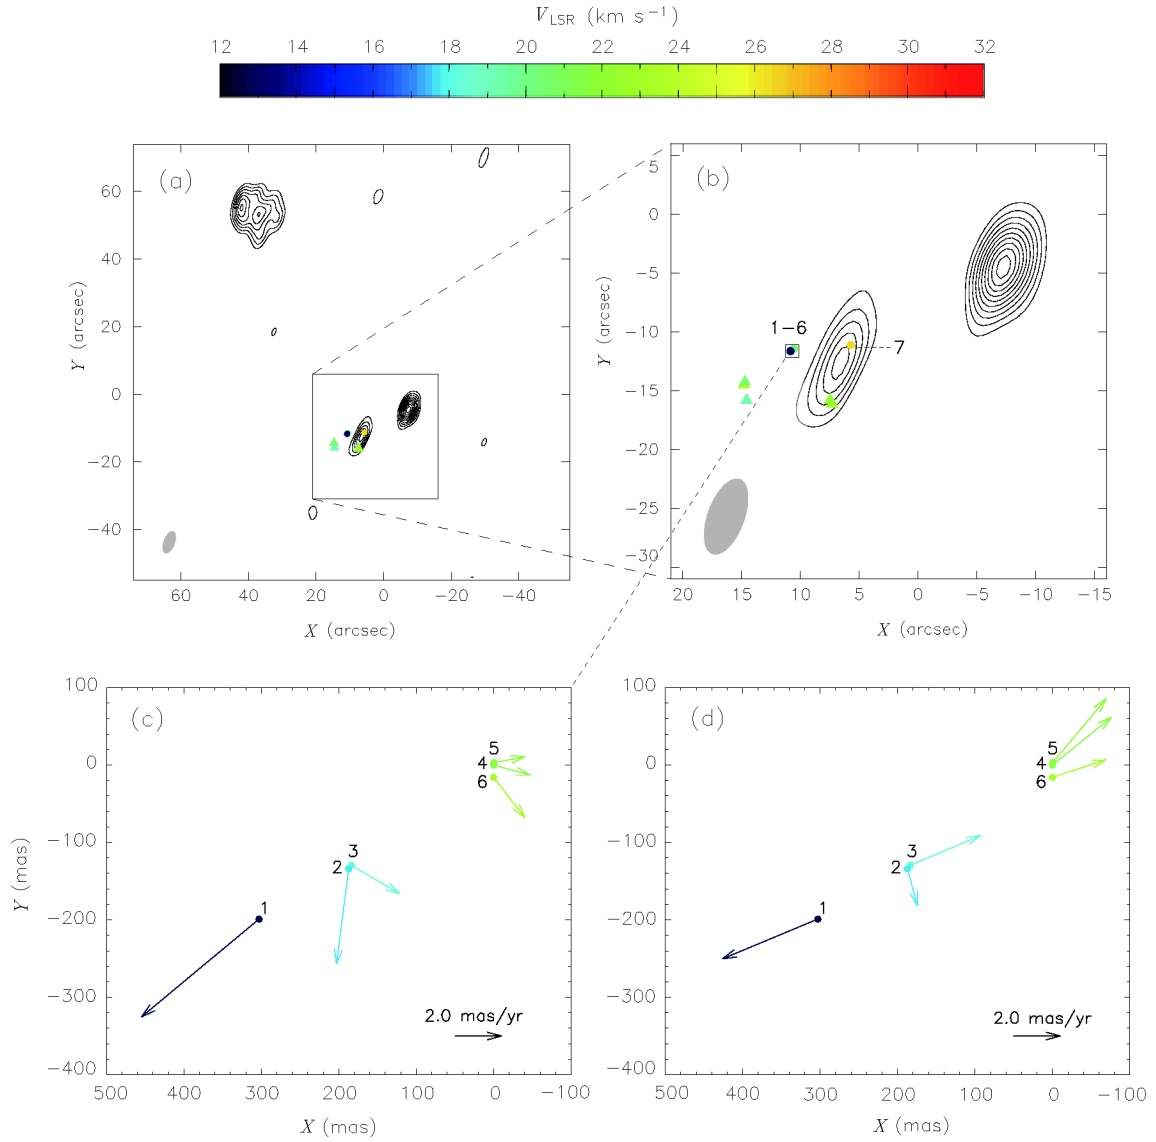 V_LSR (km s⁻¹)
12 14 16 18 20 22 24 26 28 30 32
(a)
60
40
20
0
−20
−40
Y (arcsec)
60 40 20 0 −20 −40
X (arcsec)
(b)
5
0
−5
−10
−15
−20
−25
−30
Y (arcsec)
1−6
7
20 15 10 5 0 −5 −10 −15
X (arcsec)
(c)
100
0
−100
−200
−300
−400
Y (mas)
5
4
6
3
2
1
2.0 mas/yr
500 400 300 200 100 0 −100
X (mas)
(d)
100
0
−100
−200
−300
−400
5
4
6
3
2
1
2.0 mas/yr
500 400 300 200 100 0 −100
X (mas)